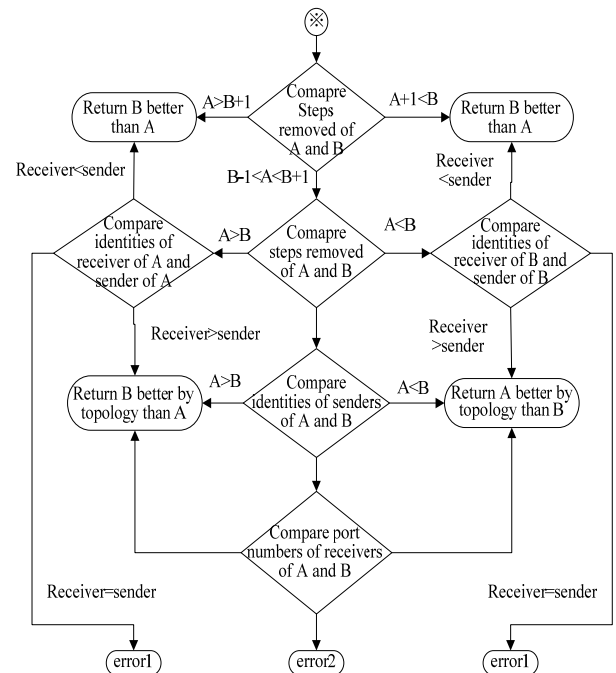 ※
Comapre
Steps
removed of
A and B
A>B+1
A+1<B
Return B better
than A
Return B better
than A
Receiver<sender
B-1<A<B+1
Receiver
<sender
Compare
identities of
receiver of A and
sender of A
A>B
Comapre
steps removed
of A and B
A<B
Compare
identities of
receiver of B and
sender of B
Receiver>sender
Receiver
>sender
Return B better by
topology than A
A>B
Compare
identities of senders
of A and B
A<B
Return A better by
topology than B
Compare port
numbers of receivers
of A and B
Receiver=sender
Receiver=sender
error1
error2
error1